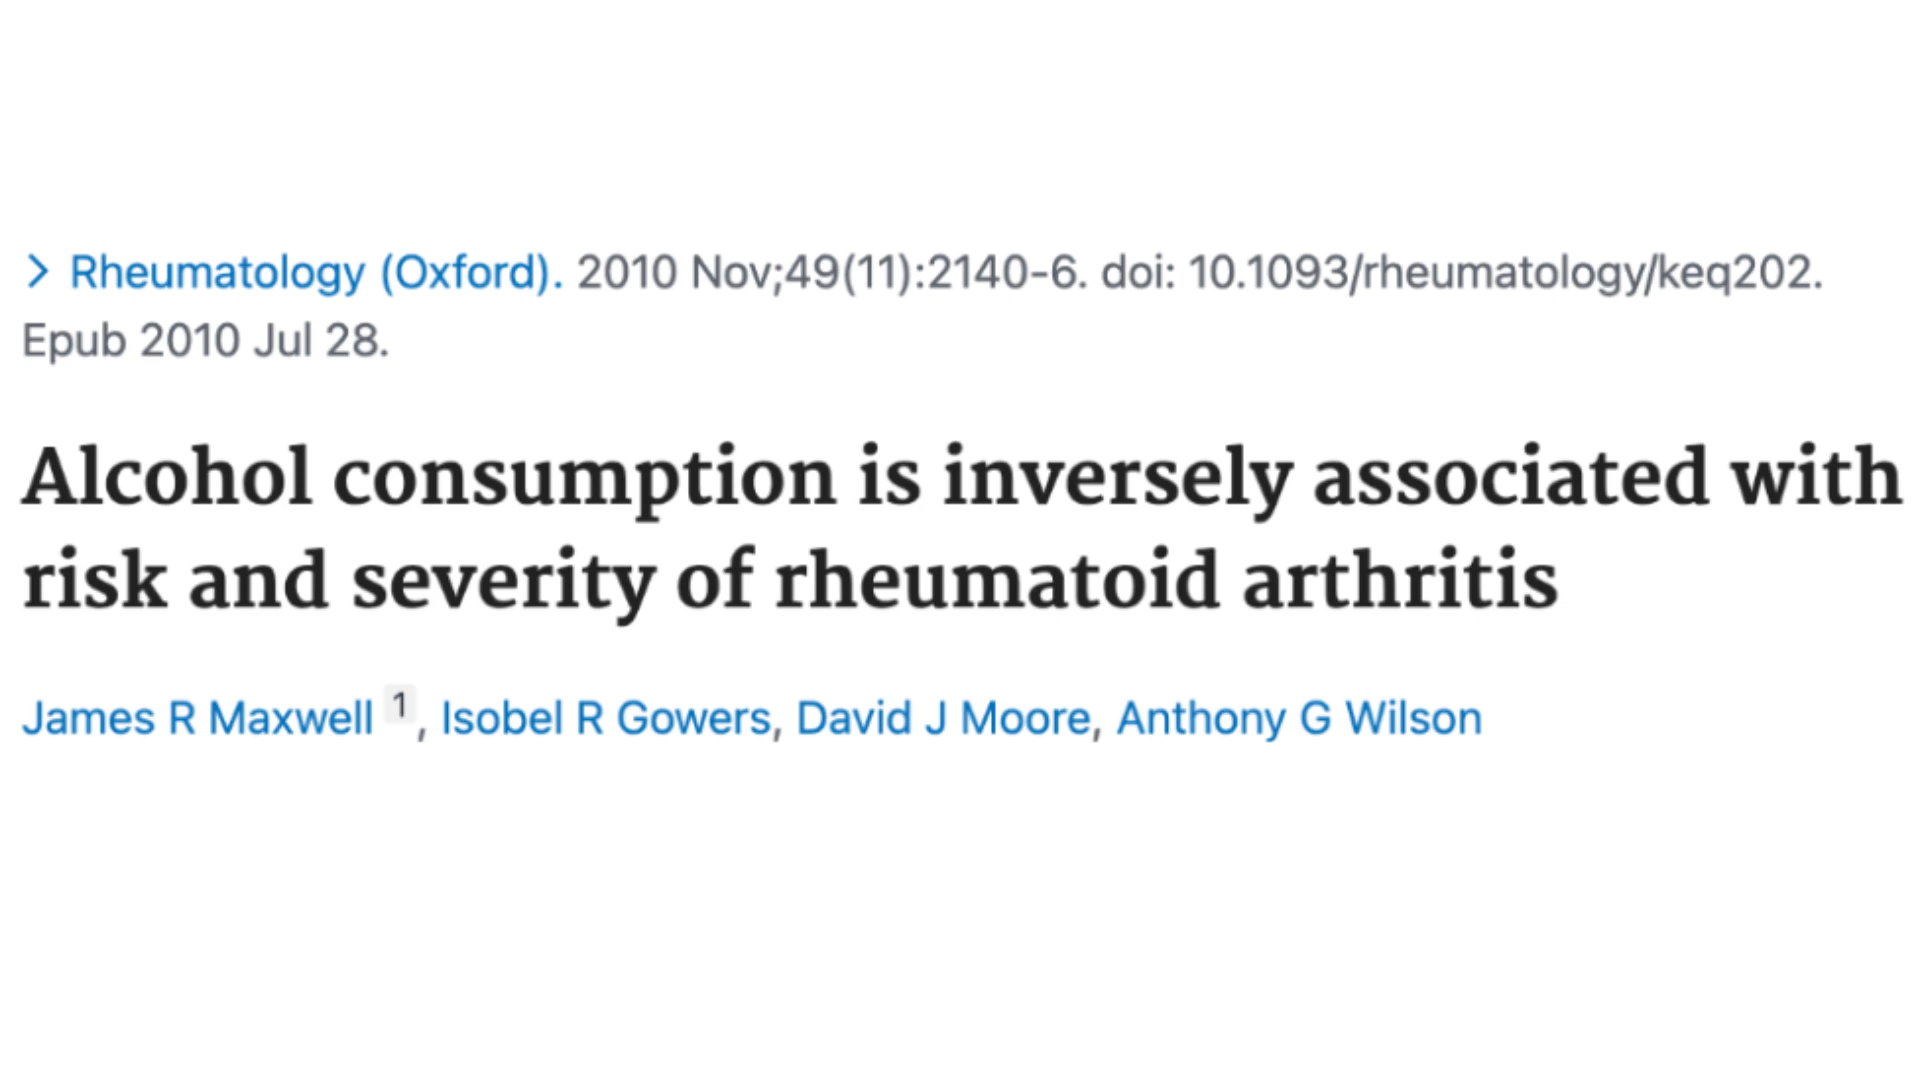 > Rheumatology (Oxford). 2010 Nov;49(11):2140-6. doi: 10.1093/rheumatology/keq202.
Epub 2010 Jul 28.
Alcohol consumption is inversely associated with
risk and severity of rheumatoid arthritis
James R Maxwell 1, Isobel R Gowers, David J Moore, Anthony G Wilson